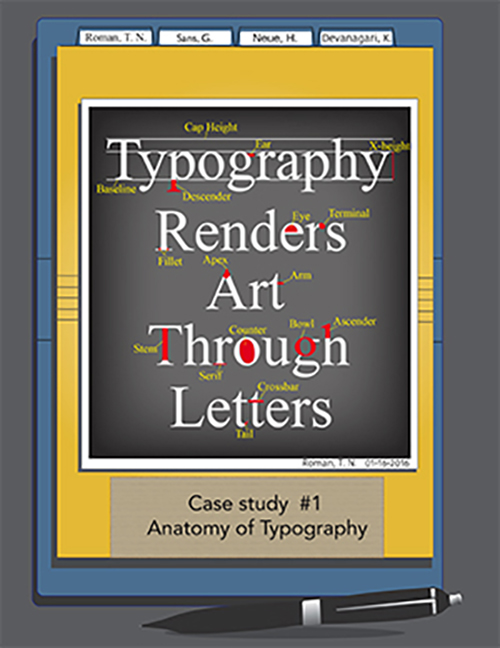 Roman, T. N. Sans, G. Neue, H. Devanagari, K.
Cap Height
Ear
X-height
Typography
Baseline
Descender
Eye Terminal
Renders
Fillet
Apex
Arm
Art
Counter Bowl Ascender
Through
Stem
Serif
Crossbar
Letters
Tail
Roman, T. N. 01-16-2016
Case study #1
Anatomy of Typography